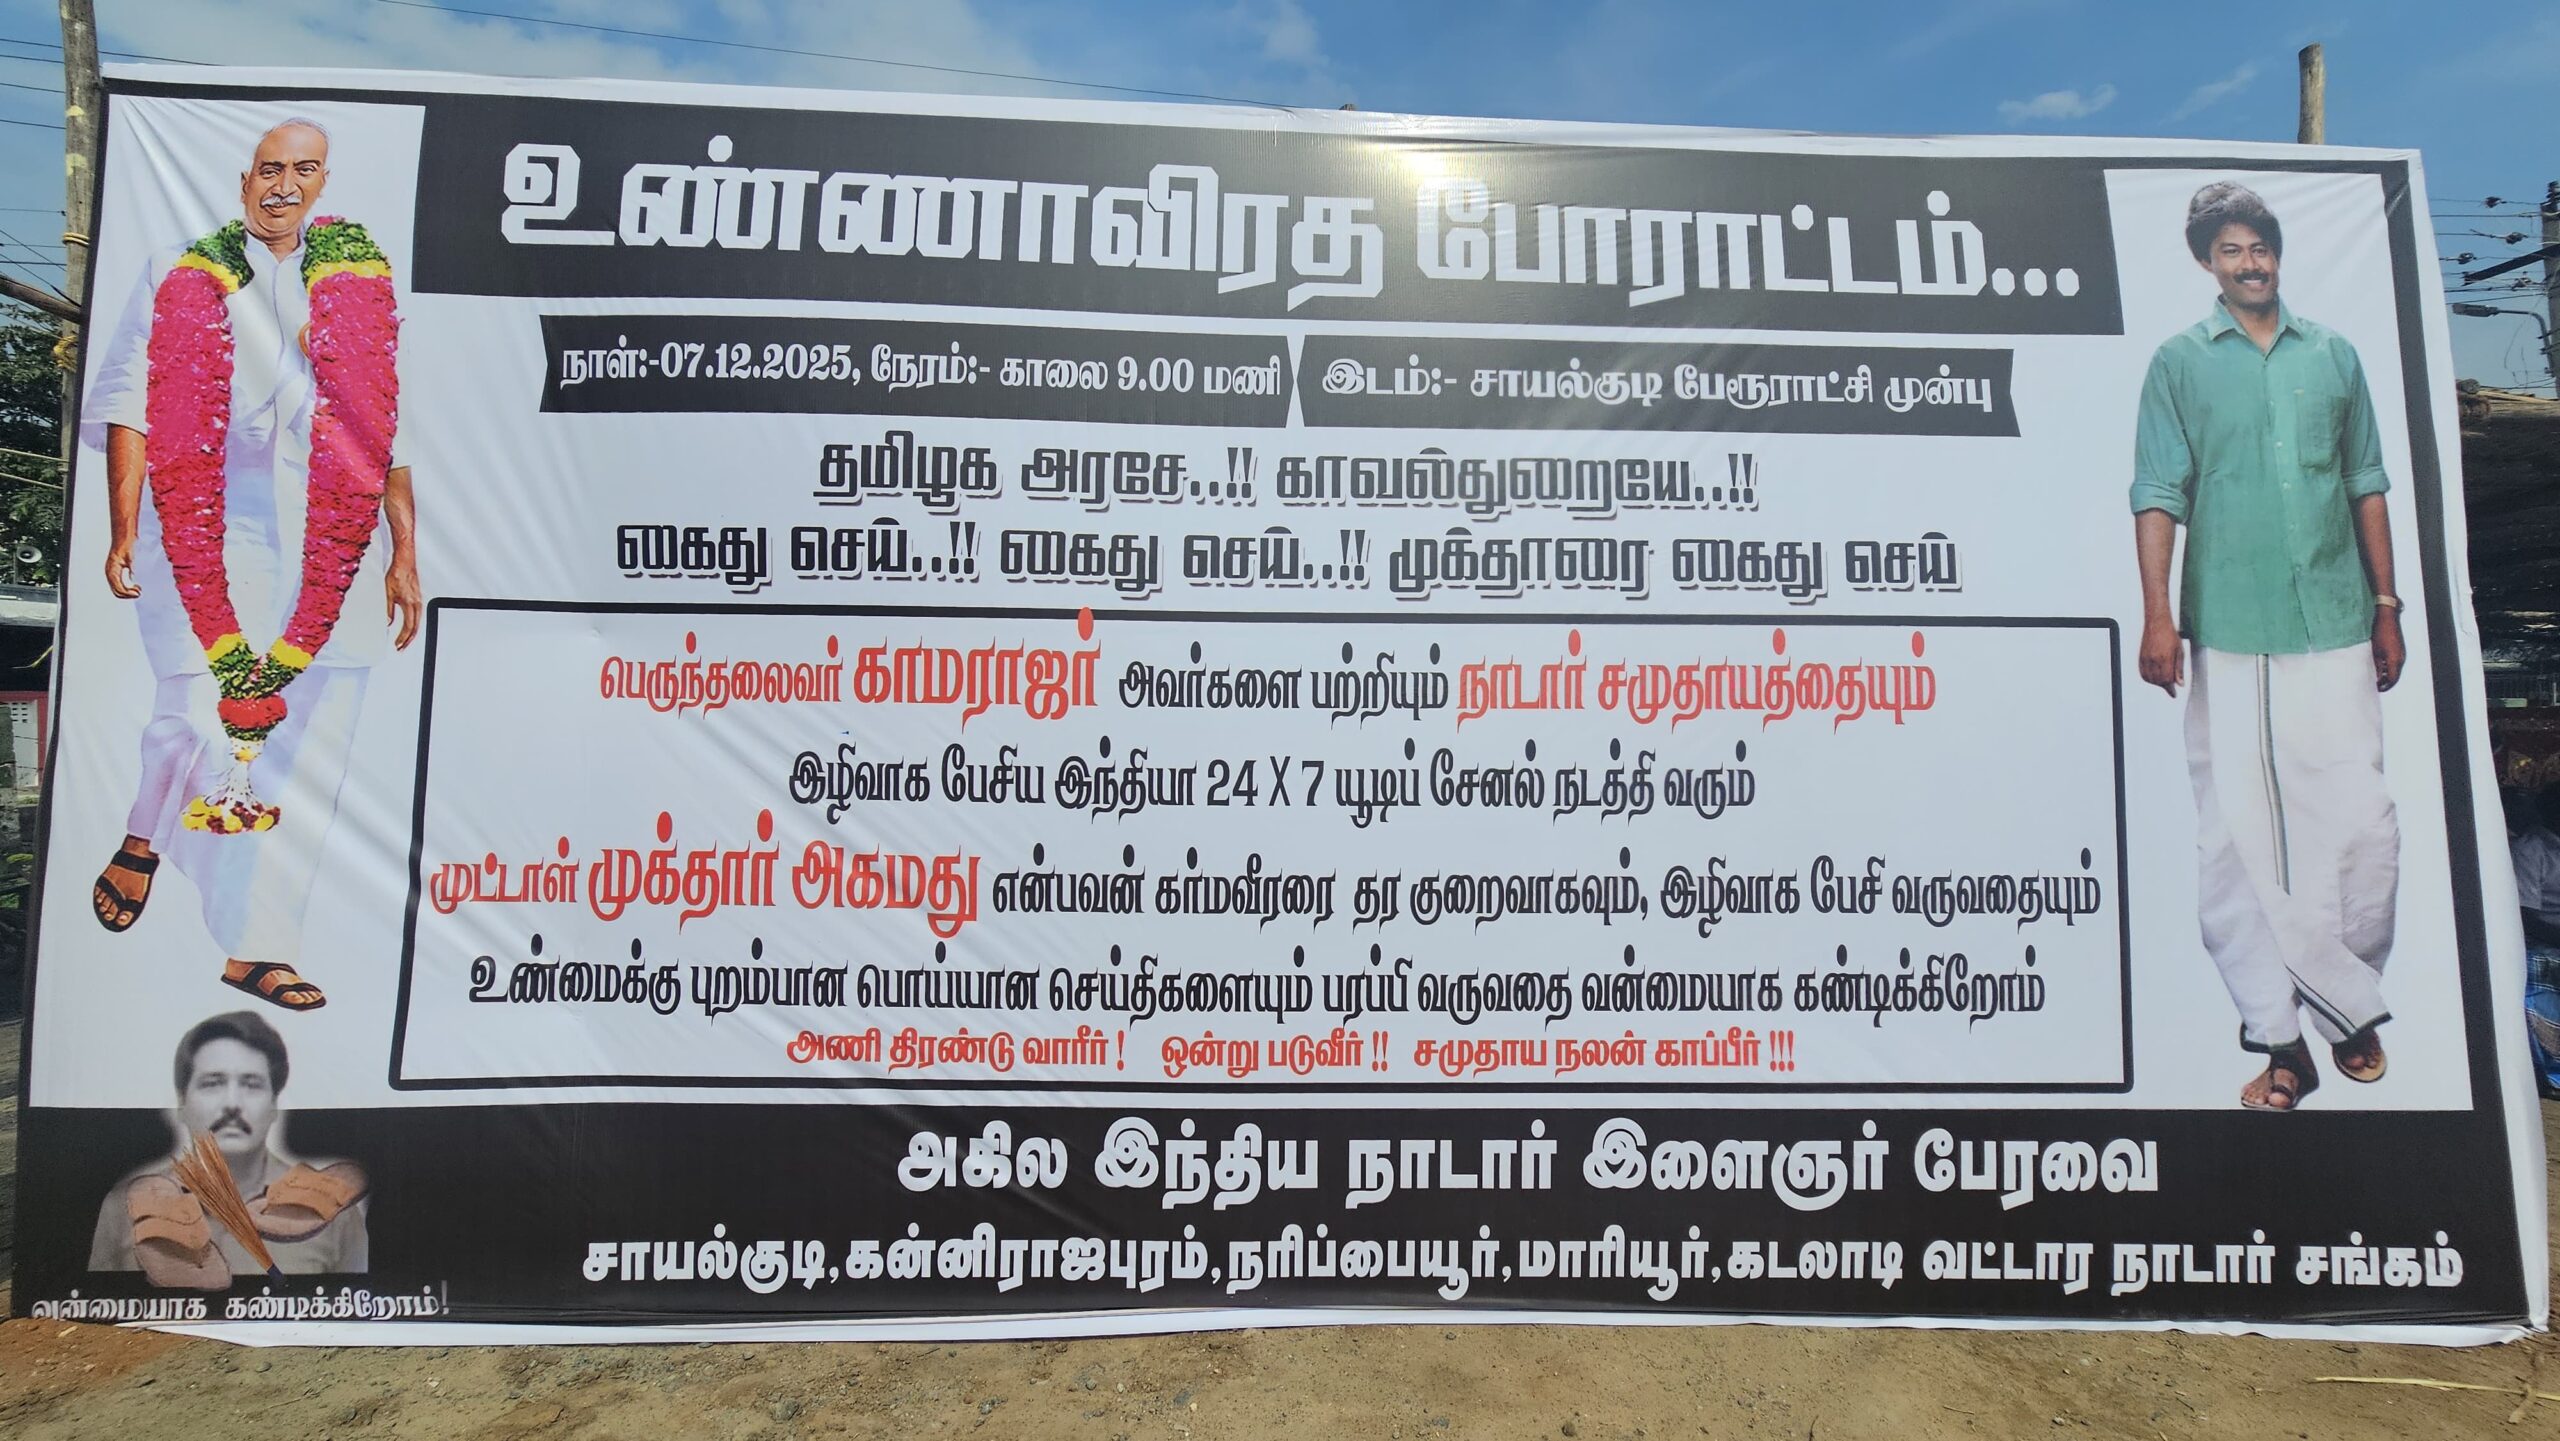 உண்ணாவிரத போராட்டம்...
நாள்:-07.12.2025, நேரம்:- காலை 9.00 மணி
இடம்:- சாயல்குடி பேரூராட்சி முன்பு
தமிழக அரசே..!! காவல்துறையே..!!
கைது செய்..!! கைது செய்..!! முக்தாரை கைது செய்
பெருந்தலைவர் காமராஜர் அவர்களை பற்றியும் நாடார் சமுதாயத்தையும்
இழிவாக பேசிய இந்தியா 24 X 7 யூடிப் சேனல் நடத்தி வரும்
முட்டாள் முக்தார் அகமது என்பவன் கர்மவீரரை தர குறைவாகவும், இழிவாக பேசி வருவதையும்
உண்மைக்கு புறம்பான பொய்யான செய்திகளையும் பரப்பி வருவதை வன்மையாக கண்டிக்கிறோம்
அணி திரண்டு வாரீர் ! ஒன்று படுவீர் !! சமுதாய நலன் காப்பீர் !!!
அகில இந்திய நாடார் இளைஞர் பேரவை
சாயல்குடி,கன்னிராஜபுரம்,நரிப்பையூர்,மாரியூர்,கடலாடி வட்டார நாடார் சங்கம்
வன்மையாக கண்டிக்கிறோம்!